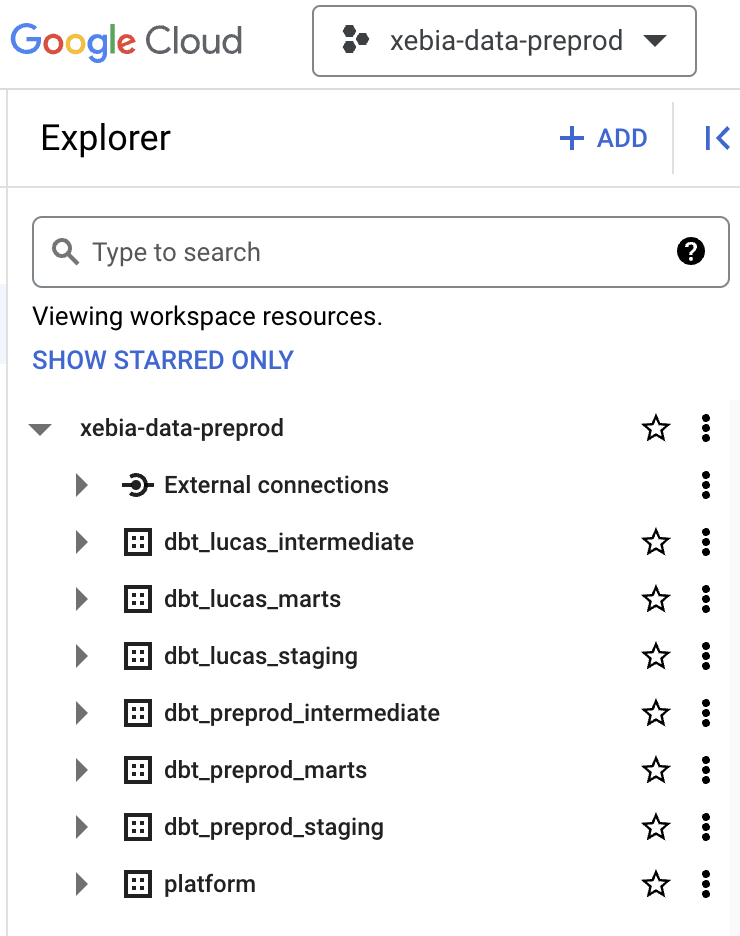 Google Cloud
xebia-data-preprod
Explorer
+ ADD
Type to search
?
Viewing workspace resources.
SHOW STARRED ONLY
xebia-data-preprod
External connections
dbt_lucas_intermediate
dbt_lucas_marts
dbt_lucas_staging
dbt_preprod_intermediate
dbt_preprod_marts
dbt_preprod_staging
platform